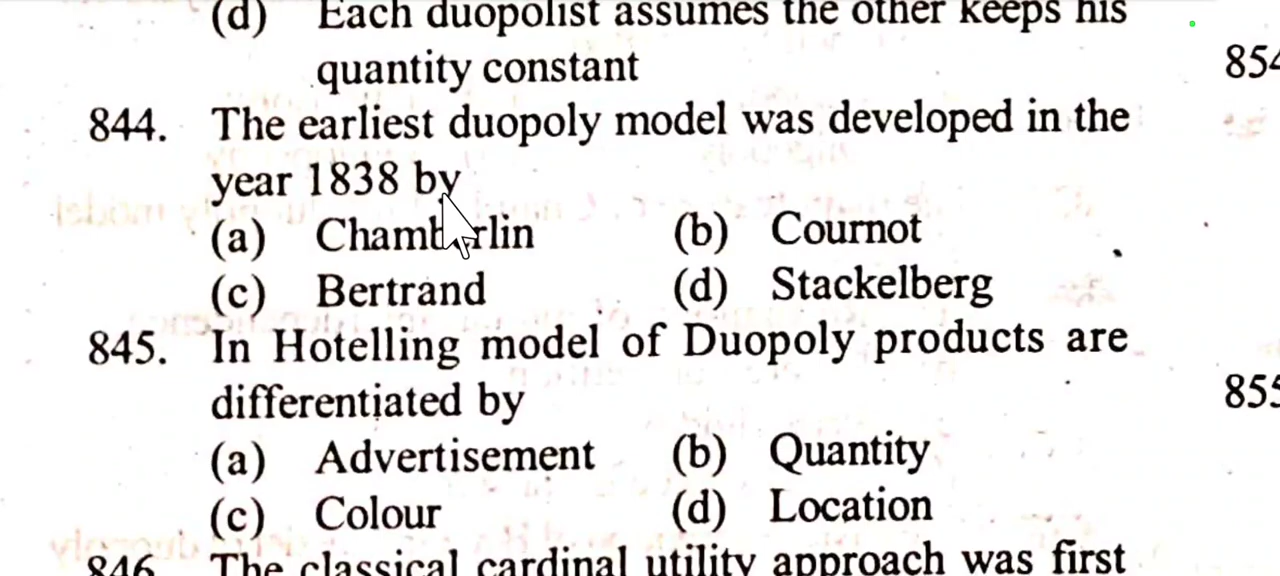 (d) Each duopolist assumes the other keeps his
quantity constant
844. The earliest duopoly model was developed in the
year 1838 by
(a) Chamberlin (b) Cournot
(c) Bertrand (d) Stackelberg
845. In Hotelling model of Duopoly products are
differentiated by
(a) Advertisement (b) Quantity
(c) Colour (d) Location
846. The classical cardinal utility approach was first
854
855